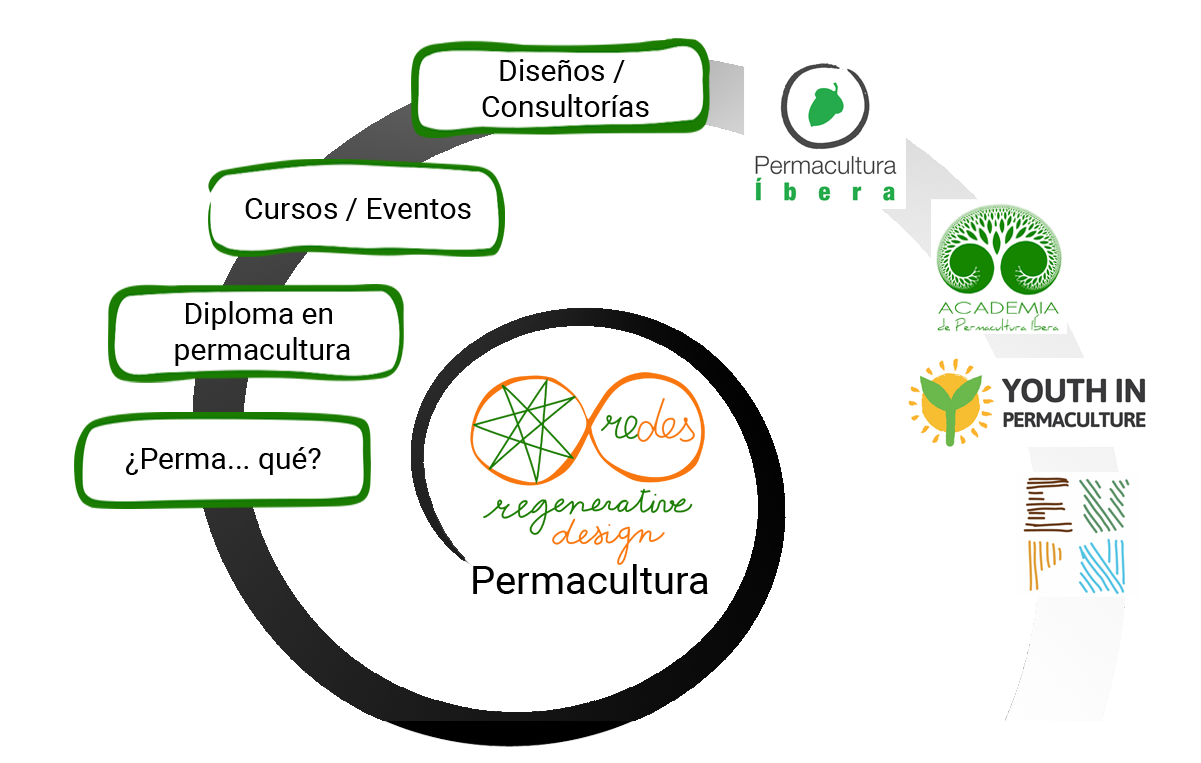 Diseños /
Consultorías
Cursos / Eventos
Diploma en
permacultura
¿Perma... qué?
redes
regenerative
design
Permacultura
Permacultura
Íbera
ACADEMIA
de Permacultura Íbera
YOUTH IN
PERMACULTURE
EU
PN